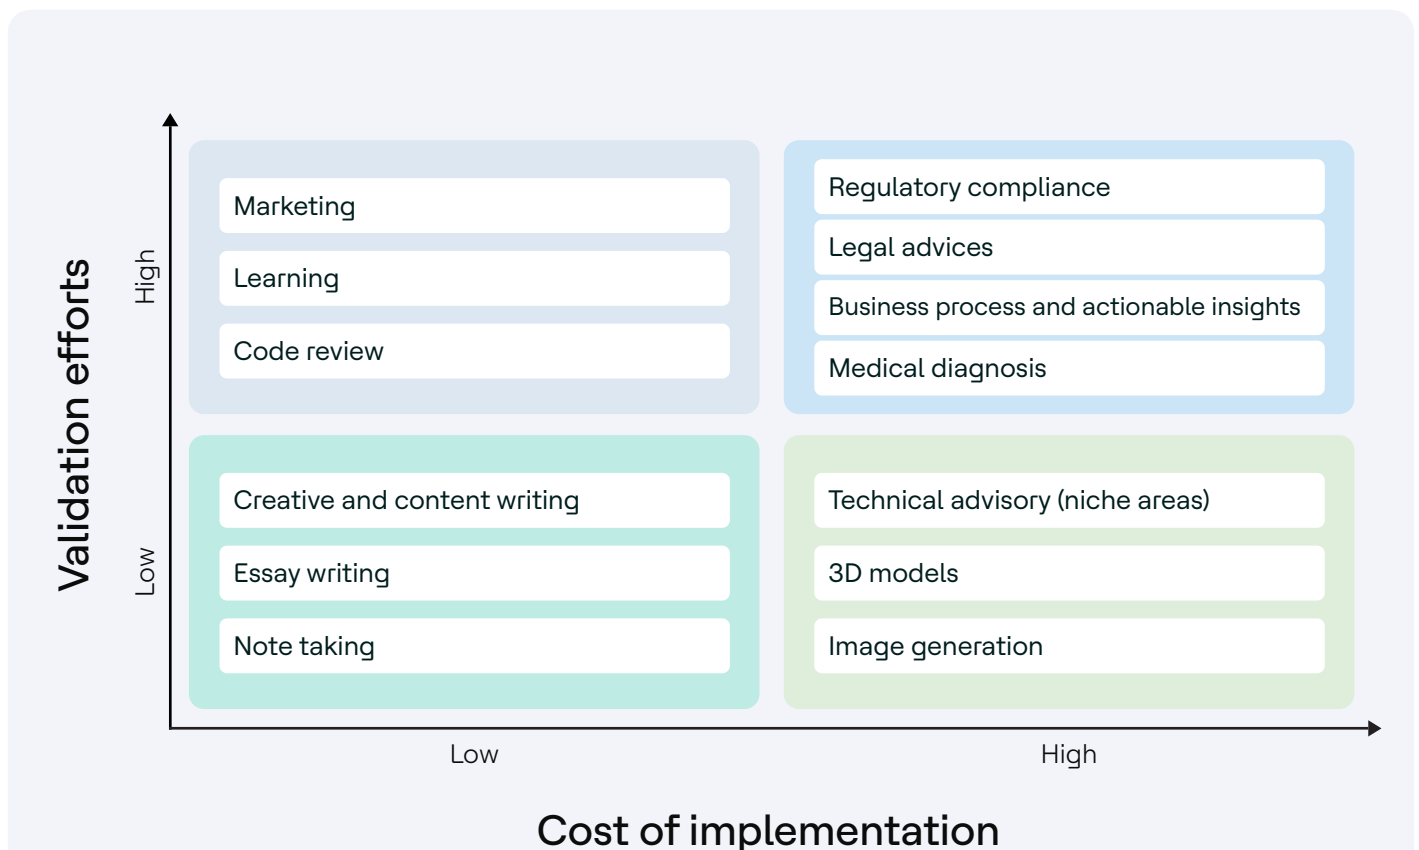 Validation efforts
High
Low
Marketing
Learning
Code review
Regulatory compliance
Legal advices
Business process and actionable insights
Medical diagnosis
Creative and content writing
Essay writing
Note taking
Technical advisory (niche areas)
3D models
Image generation
Low
High
Cost of implementation